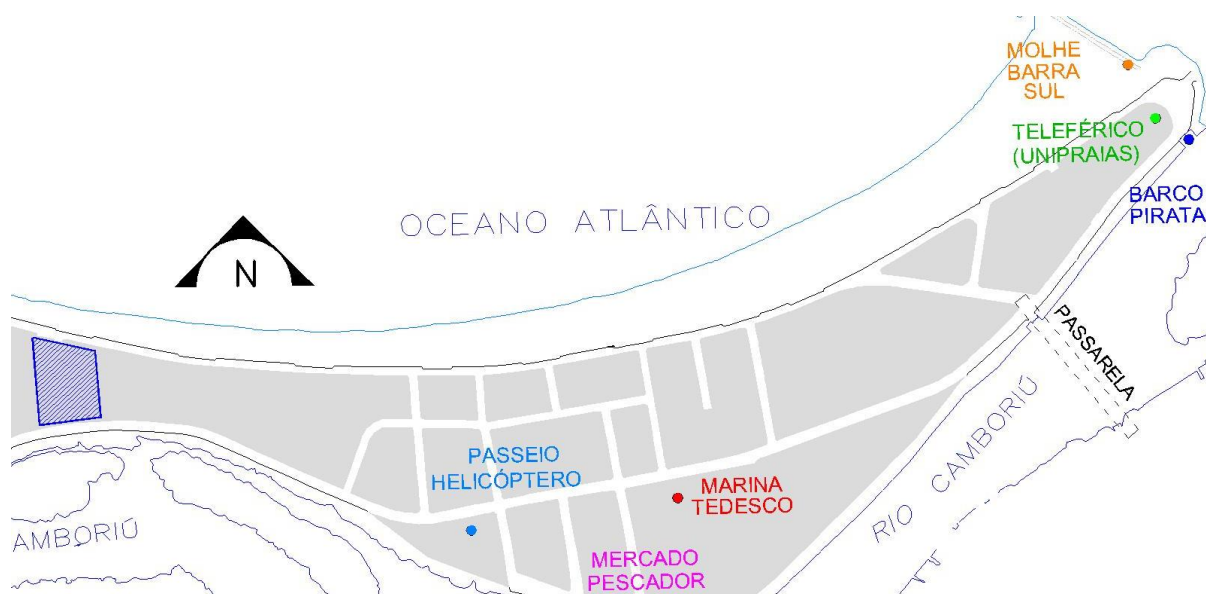 MOLHE
BARRA
SUL
TELEFÉRICO
(UNIPRAIAS)
BARCO
PIRATA
OCEANO ATLÂNTICO
N
PASSARELA
RIO CAMBORIÚ
PASSEIO
HELICÓPTERO
MARINA
TEDESCO
AMBORIÚ
MERCADO
PESCADOR